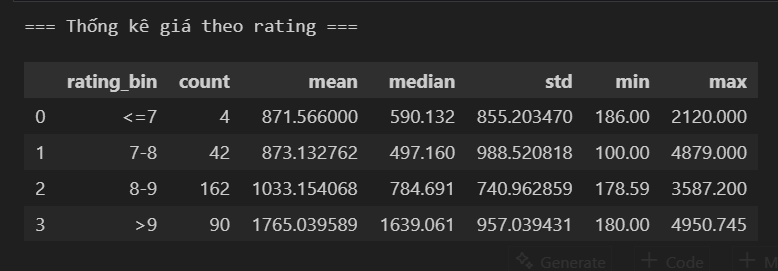 === Thống kê giá theo rating ===
rating_bin count mean median std min max
0 <=7 4 871.566000 590.132 855.203470 186.00 2120.000
1 7-8 42 873.132762 497.160 988.520818 100.00 4879.000
2 8-9 162 1033.154068 784.691 740.962859 178.59 3587.200
3 >9 90 1765.039589 1639.061 957.039431 180.00 4950.745
Generate + Code + M